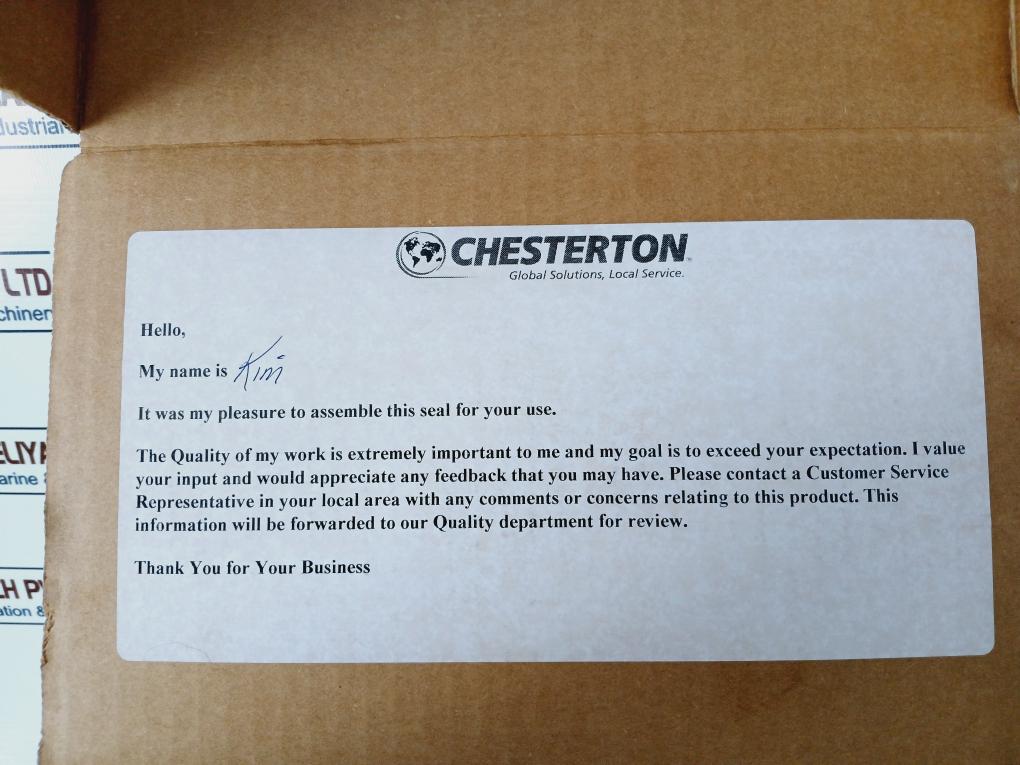 dustrial
LTD
chiner
arine
CHESTERTON
Global Solutions, Local Service.
Hello,
My name is Kim
It was my pleasure to assemble this seal for your use.
The Quality of my work is extremely important to me and my goal is to exceed your expectation. I value
your input and would appreciate any feedback that you may have. Please contact a Customer Service
Representative in your local area with any comments or concerns relating to this product. This
information will be forwarded to our Quality department for review.
Thank You for Your Business